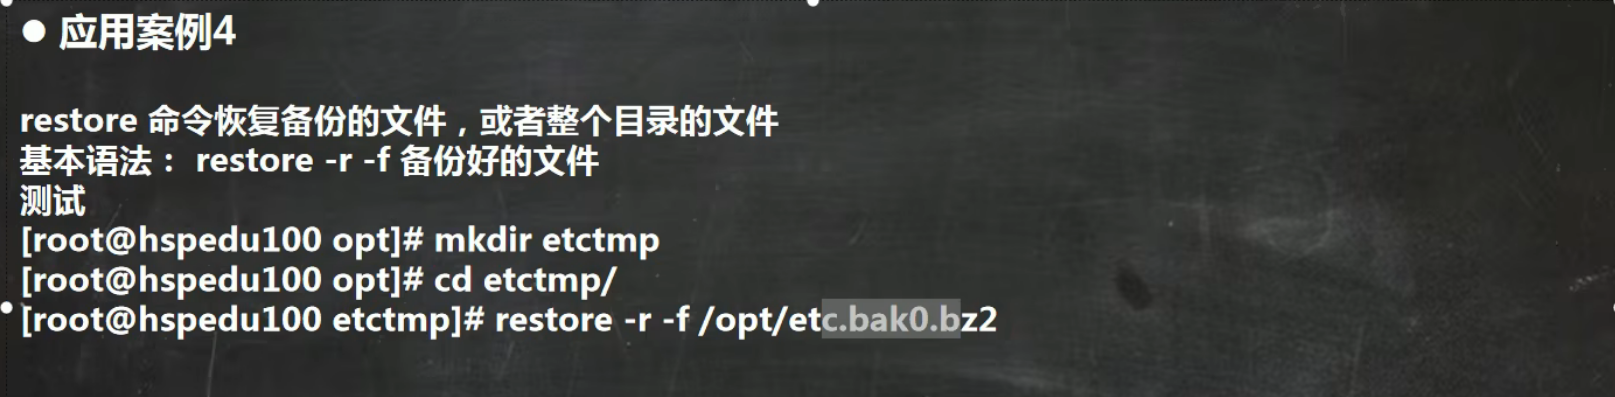 ● 应用案例4
restore 命令恢复备份的文件，或者整个目录的文件
基本语法： restore -r -f 备份好的文件
测试
[root@hspedu100 opt]# mkdir etctmp
[root@hspedu100 opt]# cd etctmp/
[root@hspedu100 etctmp]# restore -r -f /opt/etc.bak0.bz2